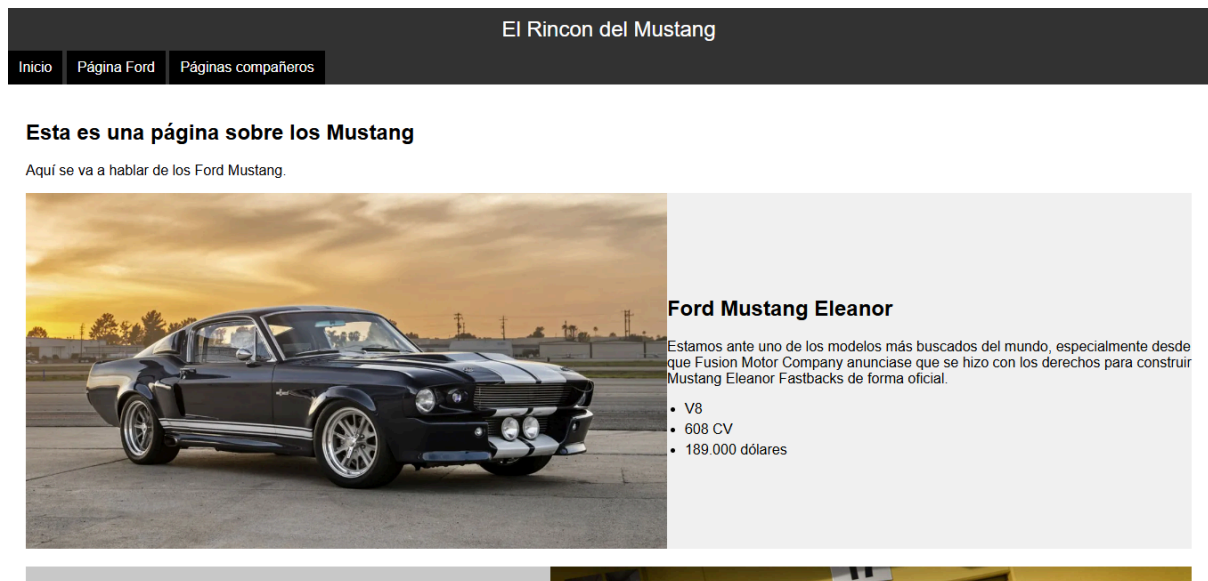 El Rincon del Mustang
Inicio
Página Ford
Páginas compañeros
Esta es una página sobre los Mustang
Aquí se va a hablar de los Ford Mustang.
Ford Mustang Eleanor
Estamos ante uno de los modelos más buscados del mundo, especialmente desde
que Fusion Motor Company anunciase que se hizo con los derechos para construir
Mustang Eleanor Fastbacks de forma oficial.
V8
608 CV
189.000 dólares